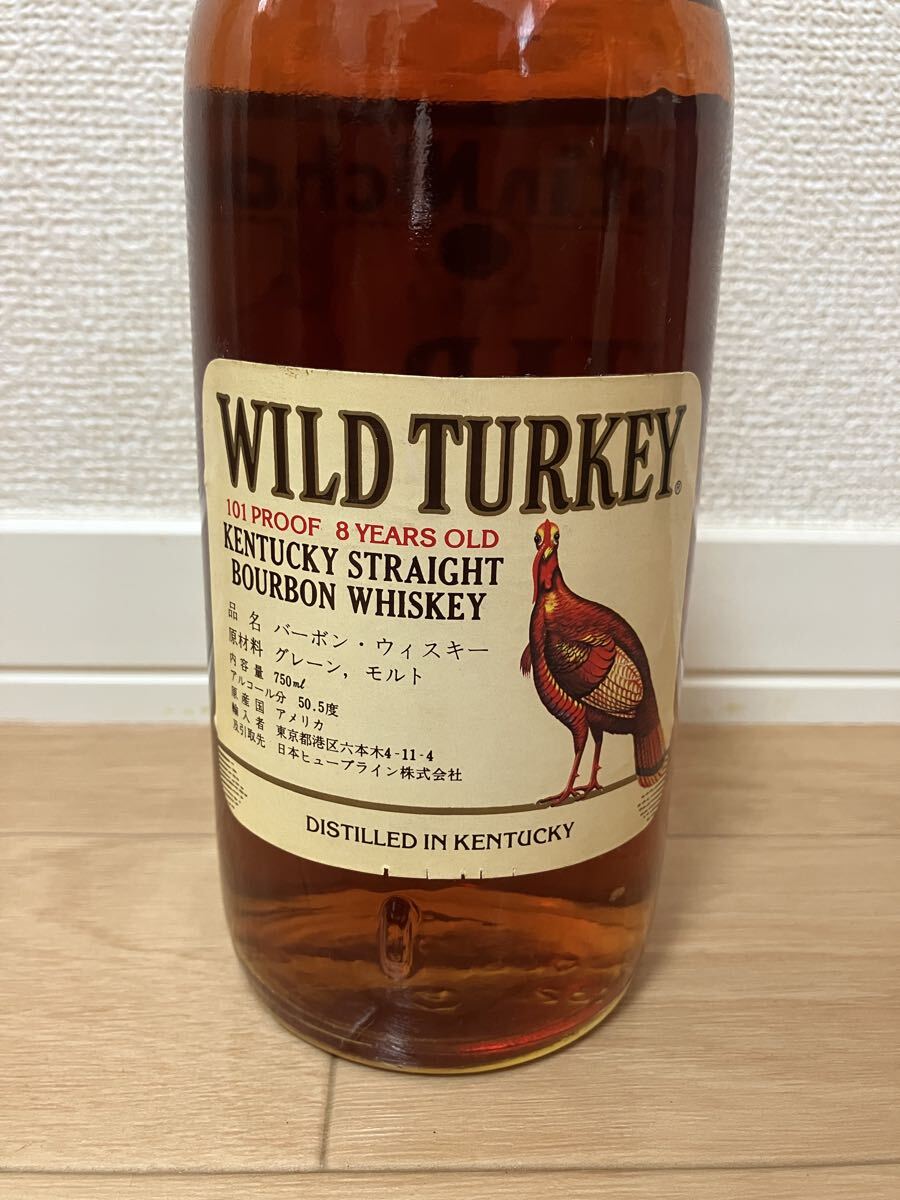 WILD TURKEY®
101 PROOF 8 YEARS OLD
KENTUCKY STRAIGHT
BOURBON WHISKEY
品名 バーボン・ウィスキー
原材料 グレーン, モルト
内容量 750ml
アルコール分 50.5度
原産国 アメリカ
輸入者 東京都港区六本木4-11-4
及引取先 日本ヒューブライン株式会社
DISTILLED IN KENTUCKY